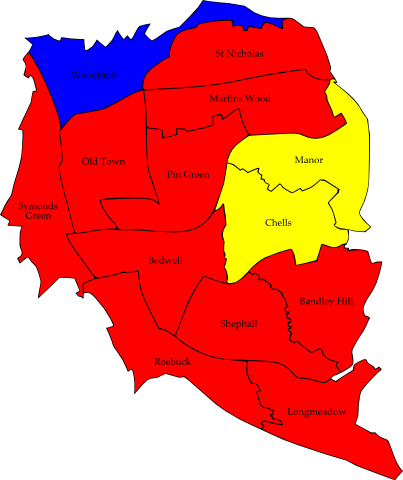 St Nicholas
Woodfield
Martins Wood
Old Town
Manor
Pin Green
Symonds
Green
Chells
Bedwell
Bandley Hill
Shephall
Roebuck
Longmeadow